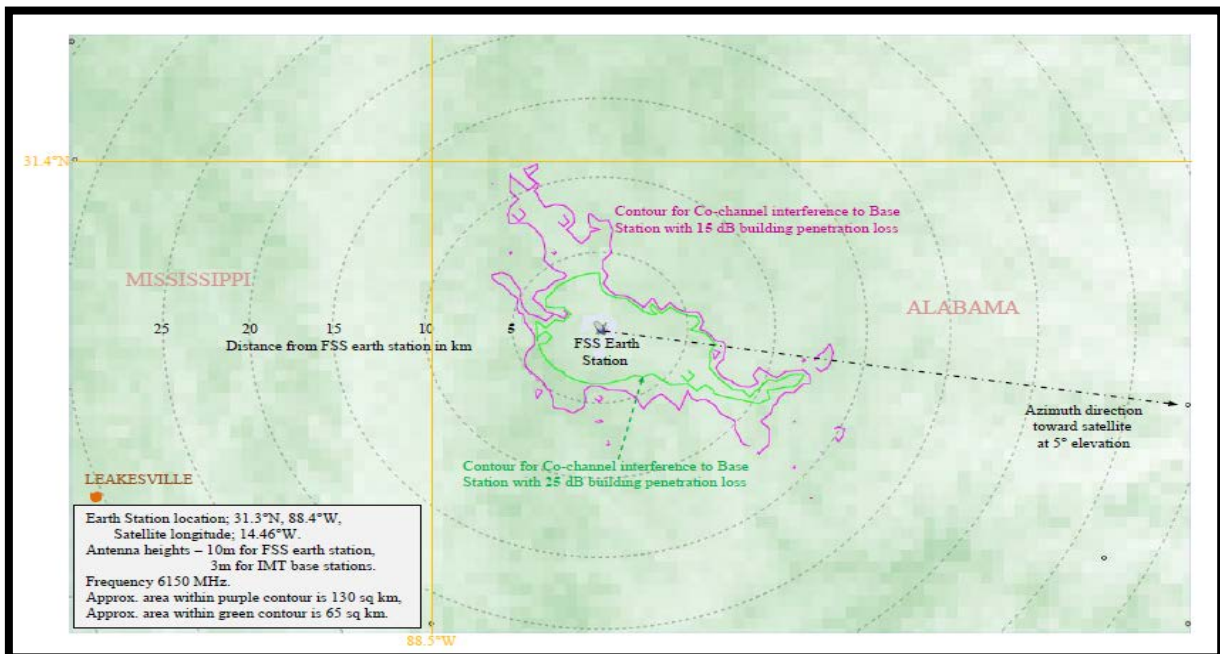 31.4°N
Contour for Co-channel interference to Base
Station with 15 dB building penetration loss
MISSISSIPPI
ALABAMA
25 20 15 10 5
Distance from FSS earth station in km
FSS Earth
Station
Azimuth direction
toward satellite
at 5° elevation
Contour for Co-channel interference to Base
Station with 25 dB building penetration loss
LEAKESVILLE
Earth Station location; 31.3°N, 88.4°W,
Satellite longitude; 14.46°W.
Antenna heights – 10m for FSS earth station,
3m for IMT base stations.
Frequency 6150 MHz.
Approx. area within purple contour is 130 sq km,
Approx. area within green contour is 65 sq km.
88.5°W